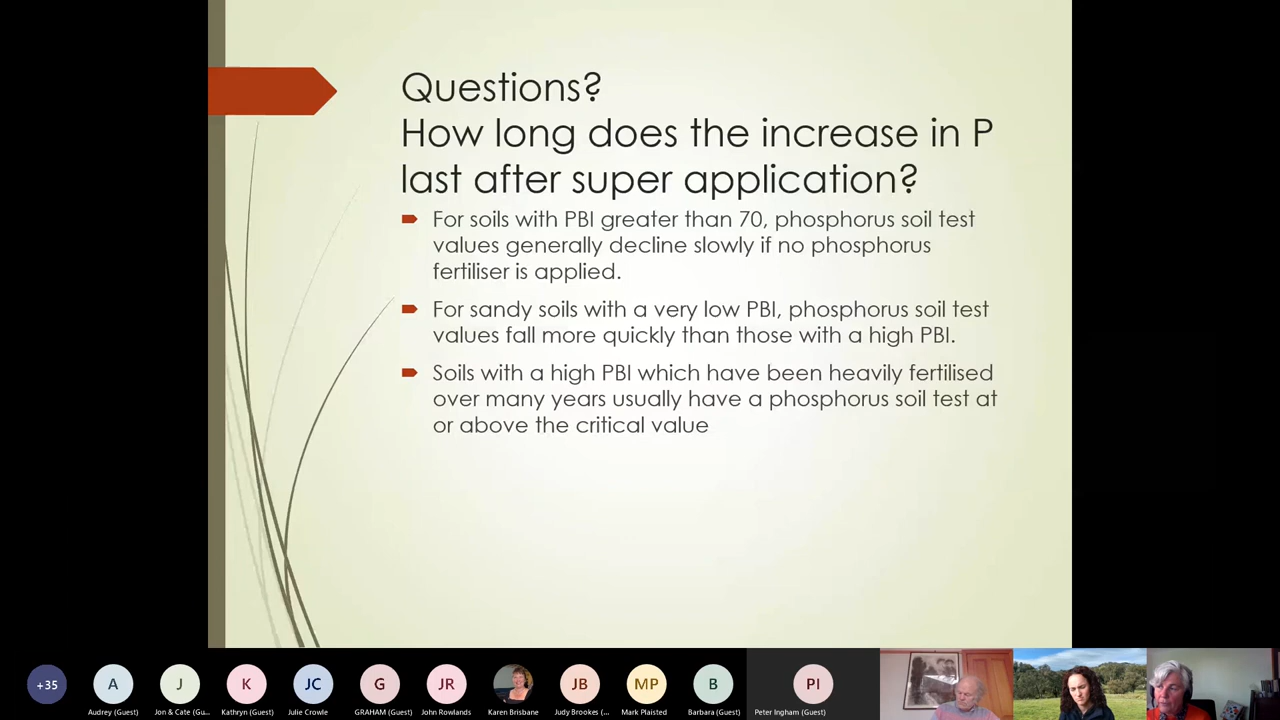 Questions?
How long does the increase in P
last after super application?
For soils with PBI greater than 70, phosphorus soil test
values generally decline slowly if no phosphorus
fertiliser is applied.
For sandy soils with a very low PBI, phosphorus soil test
values fall more quickly than those with a high PBI.
Soils with a high PBI which have been heavily fertilised
over many years usually have a phosphorus soil test at
or above the critical value
+35
A
J
K
JC
G
JR
JB
MP
B
PI
Audrey (Guest)
Jon & Cate (Gu...
Kathryn (Guest)
Julie Crowle
GRAHAM (Guest)
John Rowlands
Karen Brisbane
Judy Brookes (...
Mark Plaisted
Barbara (Guest)
Peter Ingham (Guest)